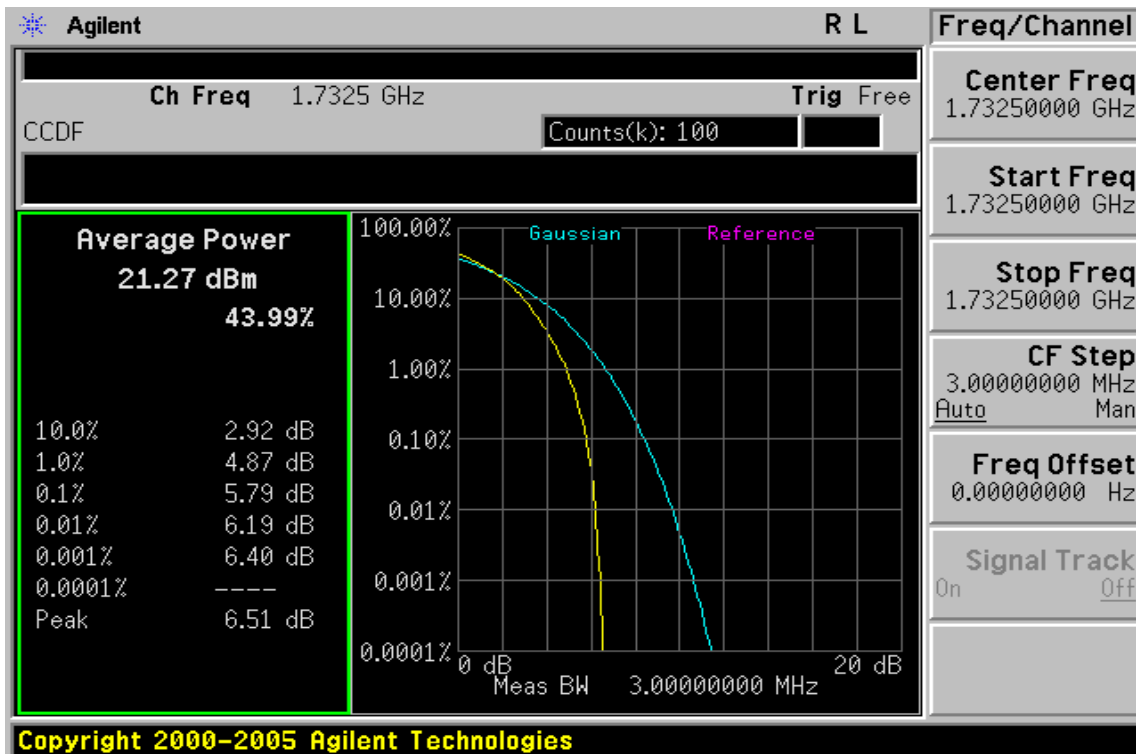 Agilent
R L
Ch Freq 1.7325 GHz
Trig Free
CCDF
Counts(k): 100
Average Power
21.27 dBm
43.99%
10.0% 2.92 dB
1.0% 4.87 dB
0.1% 5.79 dB
0.01% 6.19 dB
0.001% 6.40 dB
0.0001% ----
Peak 6.51 dB
Gaussian
Reference
100.00%
10.00%
1.00%
0.10%
0.01%
0.001%
0.0001%
0 dB
20 dB
Meas BW 3.00000000 MHz
Freq/Channel
Center Freq
1.73250000 GHz
Start Freq
1.73250000 GHz
Stop Freq
1.73250000 GHz
CF Step
3.00000000 MHz
Auto Man
Freq Offset
0.00000000 Hz
Signal Track
On Off
Copyright 2000-2005 Agilent Technologies